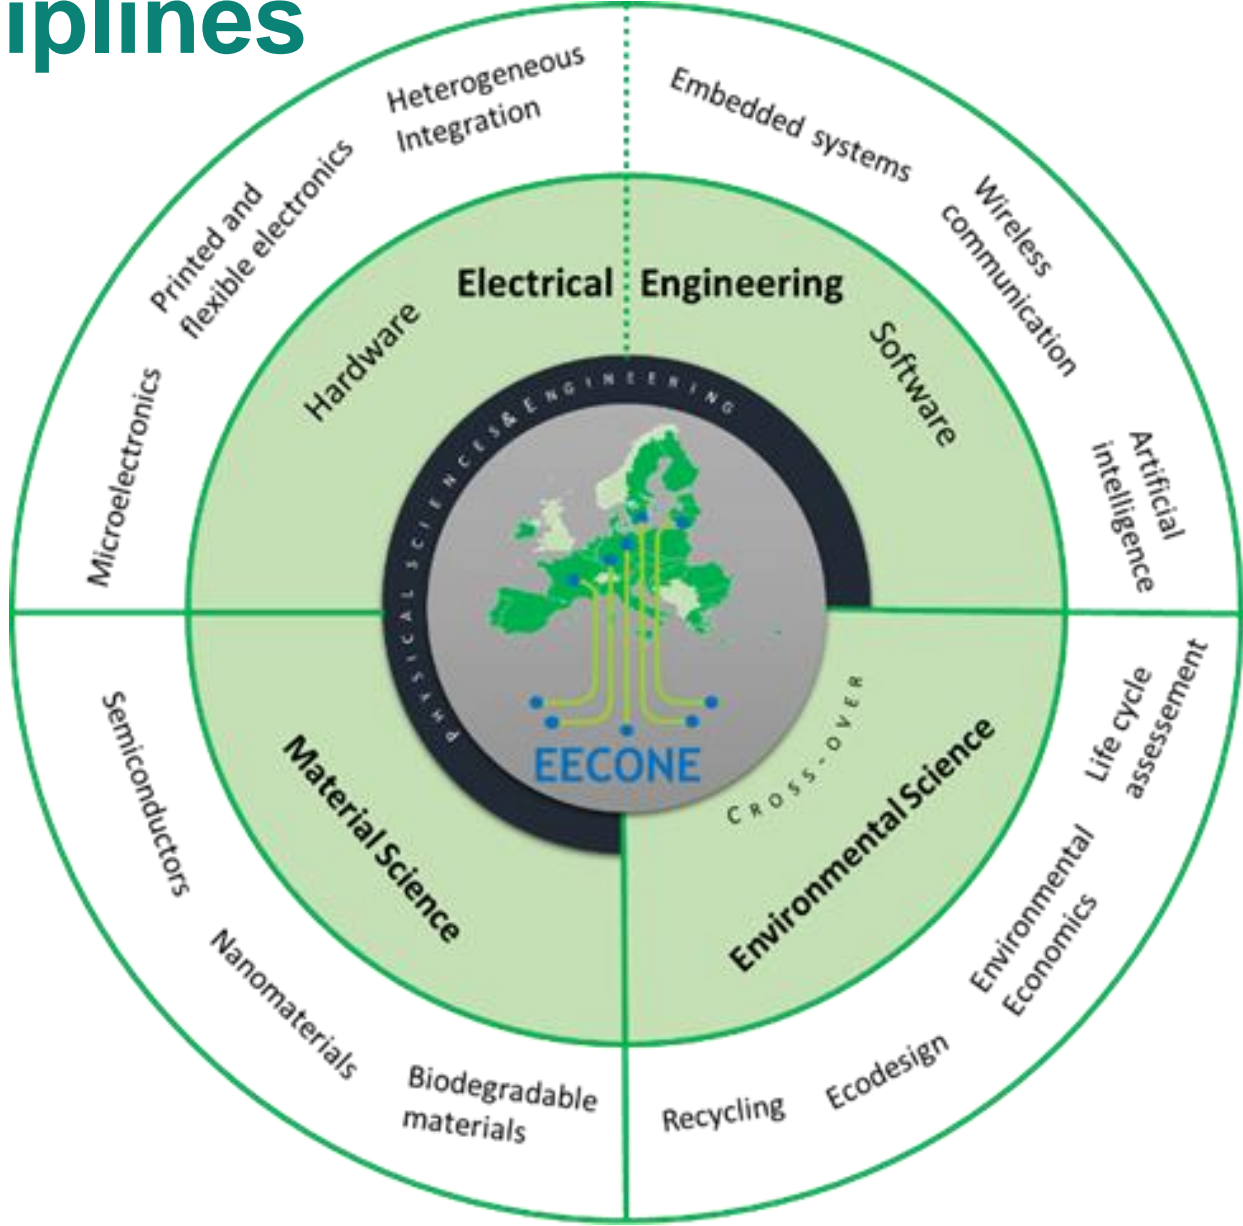 iplines
Heterogeneous
Integration
Printed and
flexible electronics
Microelectronics
Embedded systems
Wireless
communication
Artificial
intelligence
Electrical Engineering
Hardware
Software
PHYSICAL SCIENCES & ENGINEERING
EECONE
CROSS-OVER
Material Science
Environmental Science
Semiconductors
Nanomaterials
Biodegradable
materials
Life cycle
assessement
Environmental
Economics
Ecodesign
Recycling